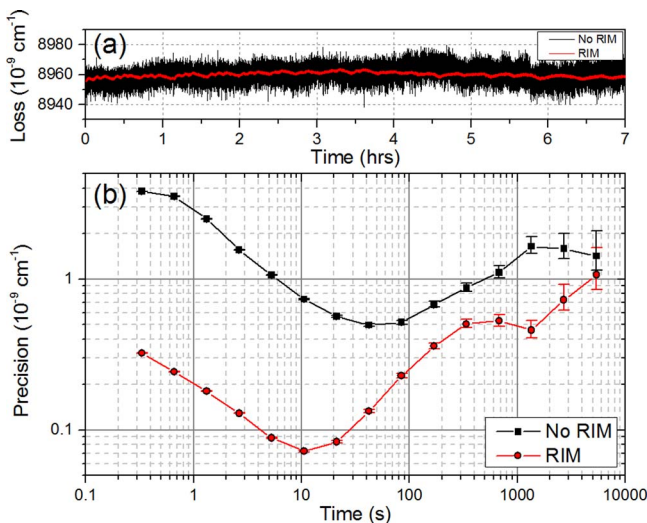 (a)
No RIM
RIM
Loss (10⁻⁹ cm⁻¹)
8980
8960
8940
0 1 2 3 4 5 6 7
Time (hrs)
(b)
Precision (10⁻⁹ cm⁻¹)
1
0.1
No RIM
RIM
0.1 1 10 100 1000 10000
Time (s)